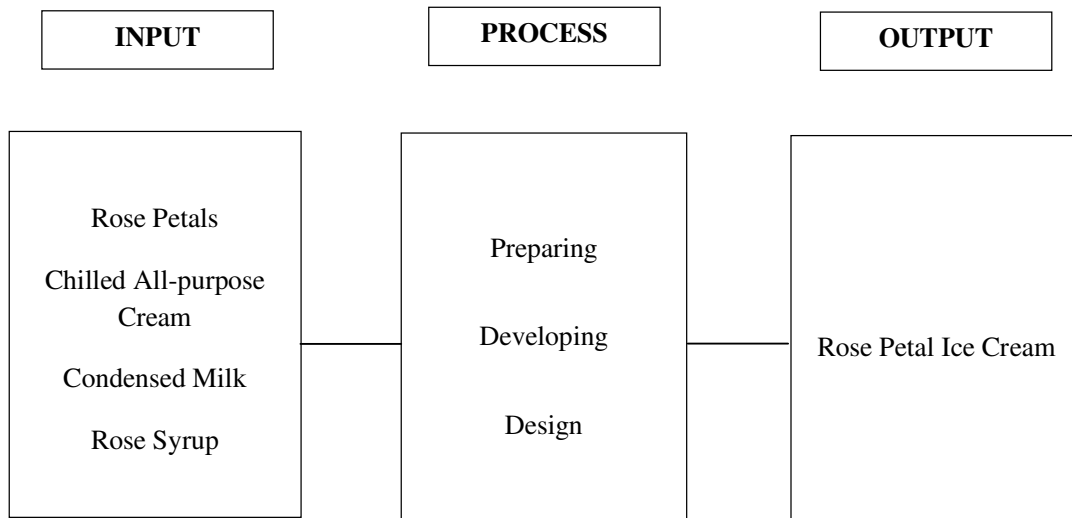 INPUT
PROCESS
OUTPUT
Rose Petals
Chilled All-purpose
Cream
Condensed Milk
Rose Syrup
Preparing
Developing
Design
Rose Petal Ice Cream